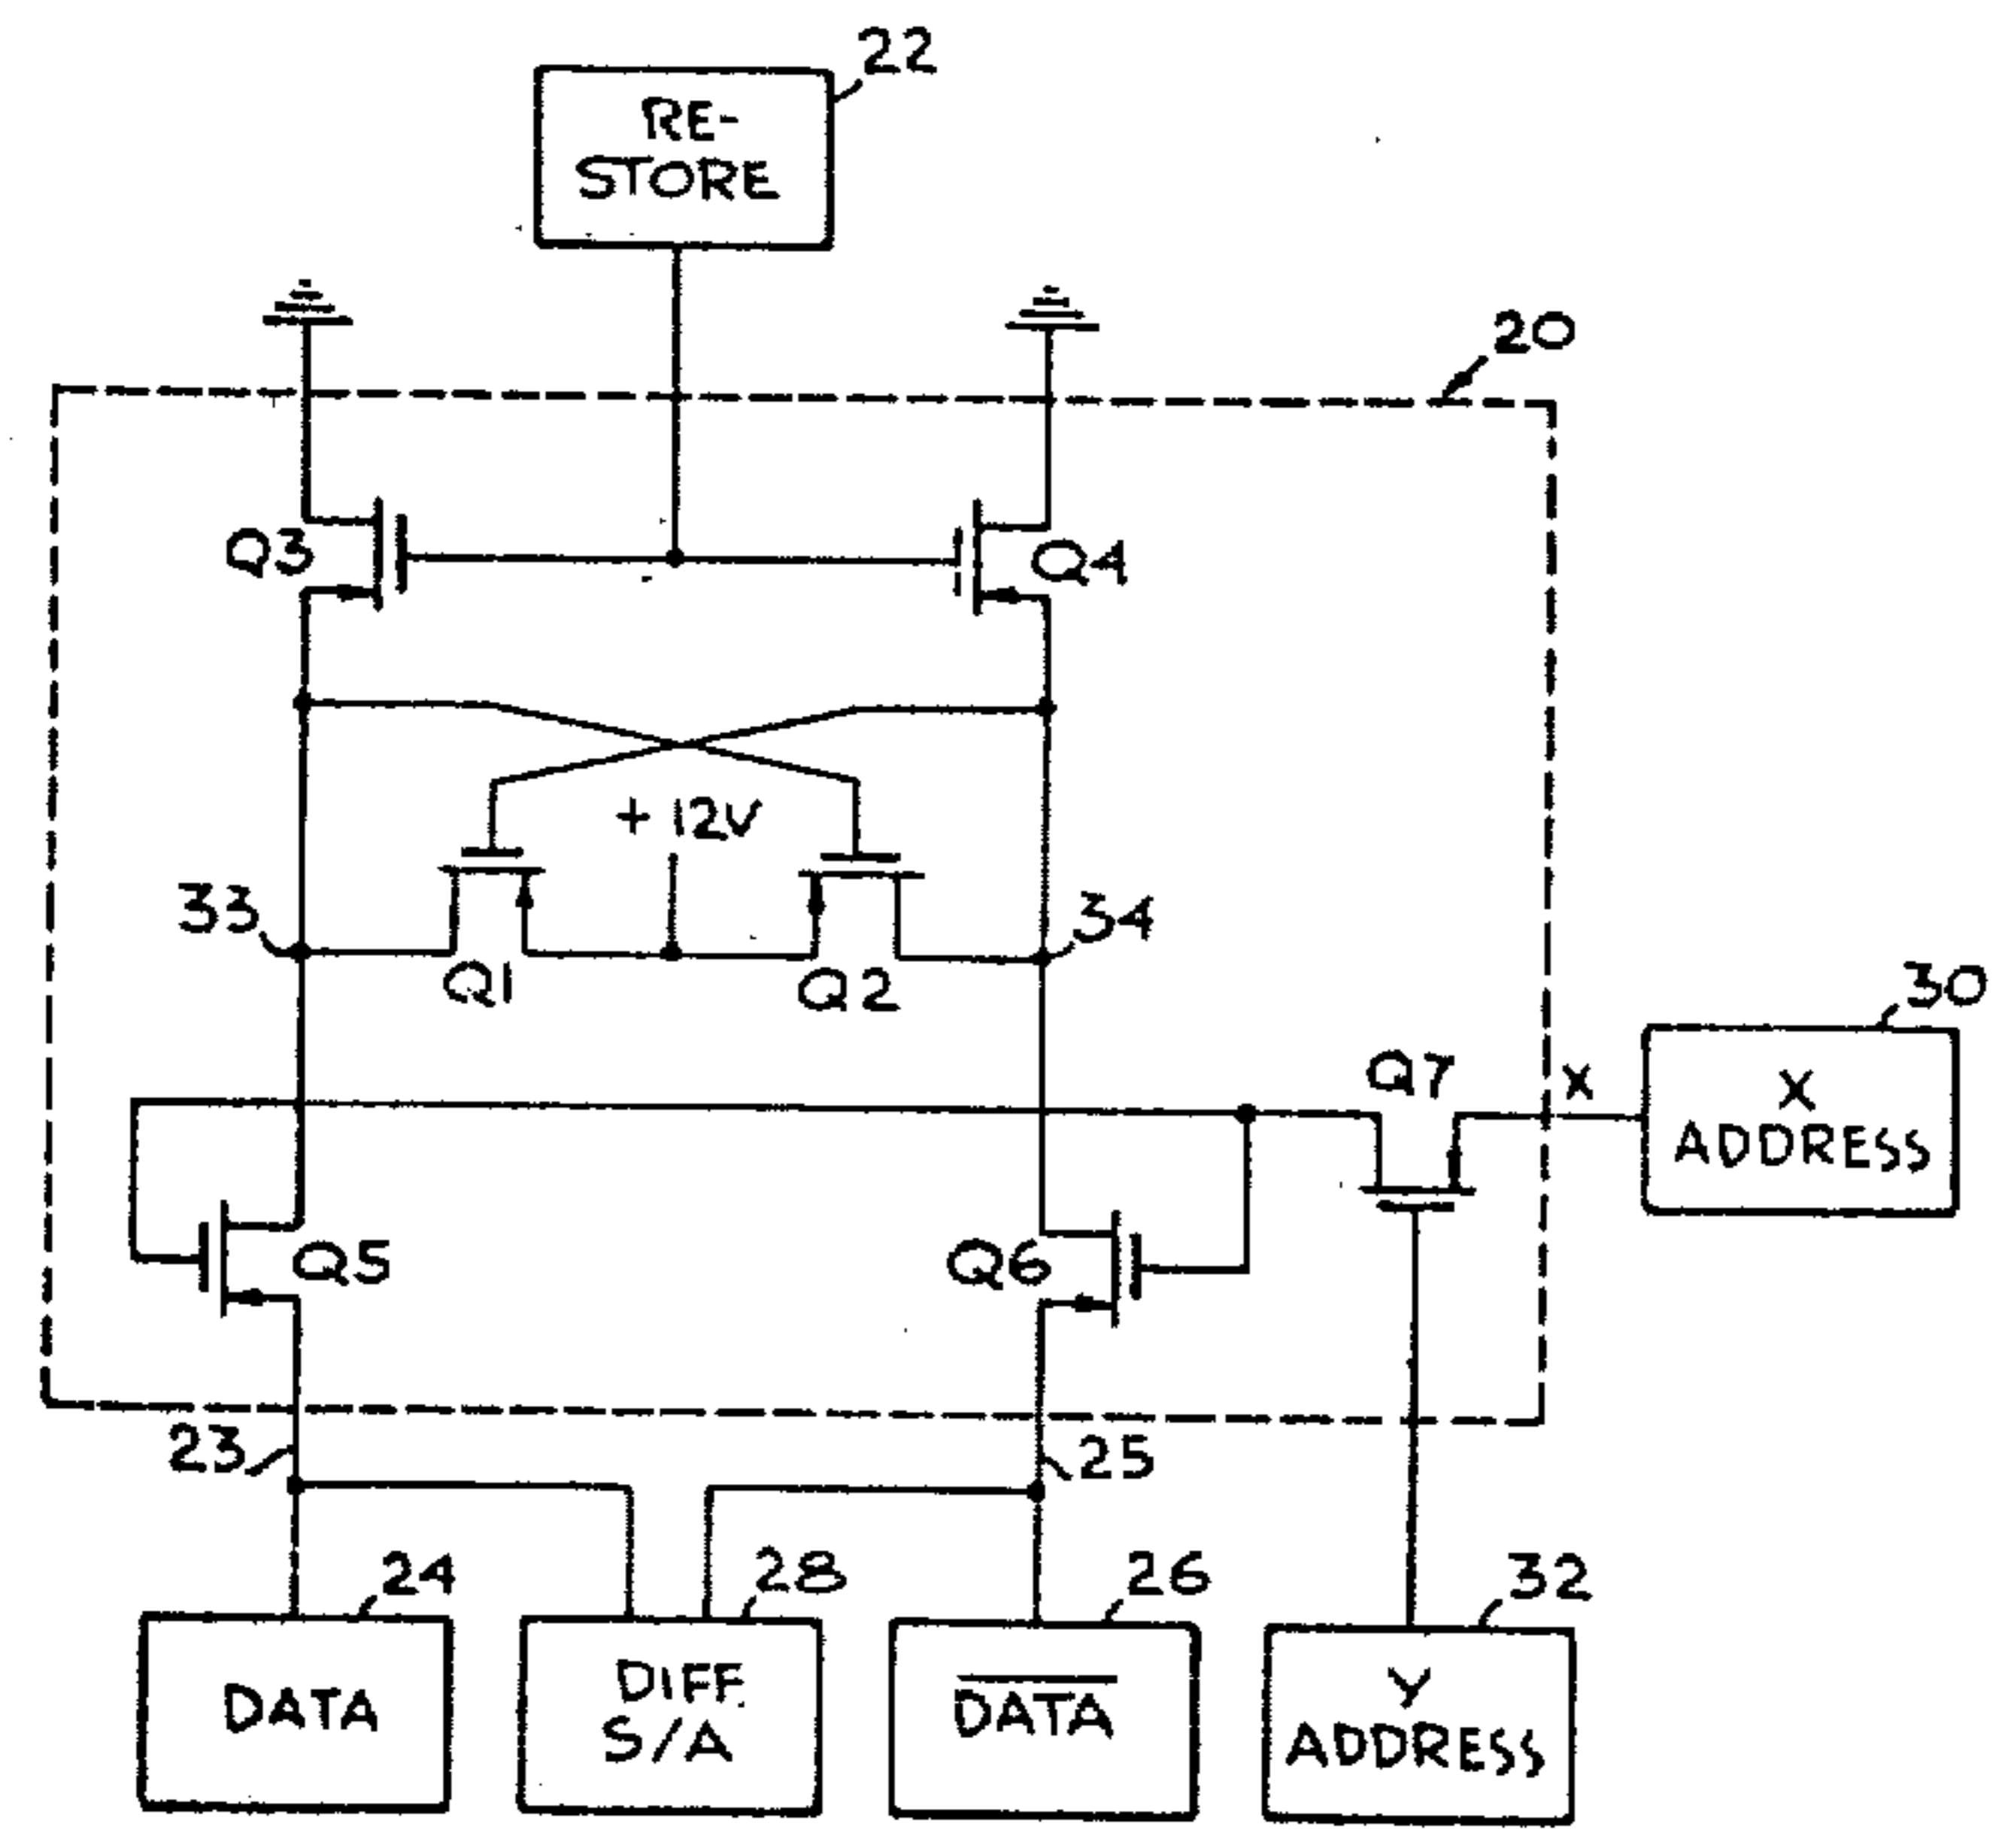 22
RE-
STORE
20
Q3
Q4
+12V
33
34
Q1
Q2
30
Q7
X
X
ADDRESS
Q5
Q6
23
25
24
28
26
32
DATA
DIFF.
S/A
DATA
Y
ADDRESS